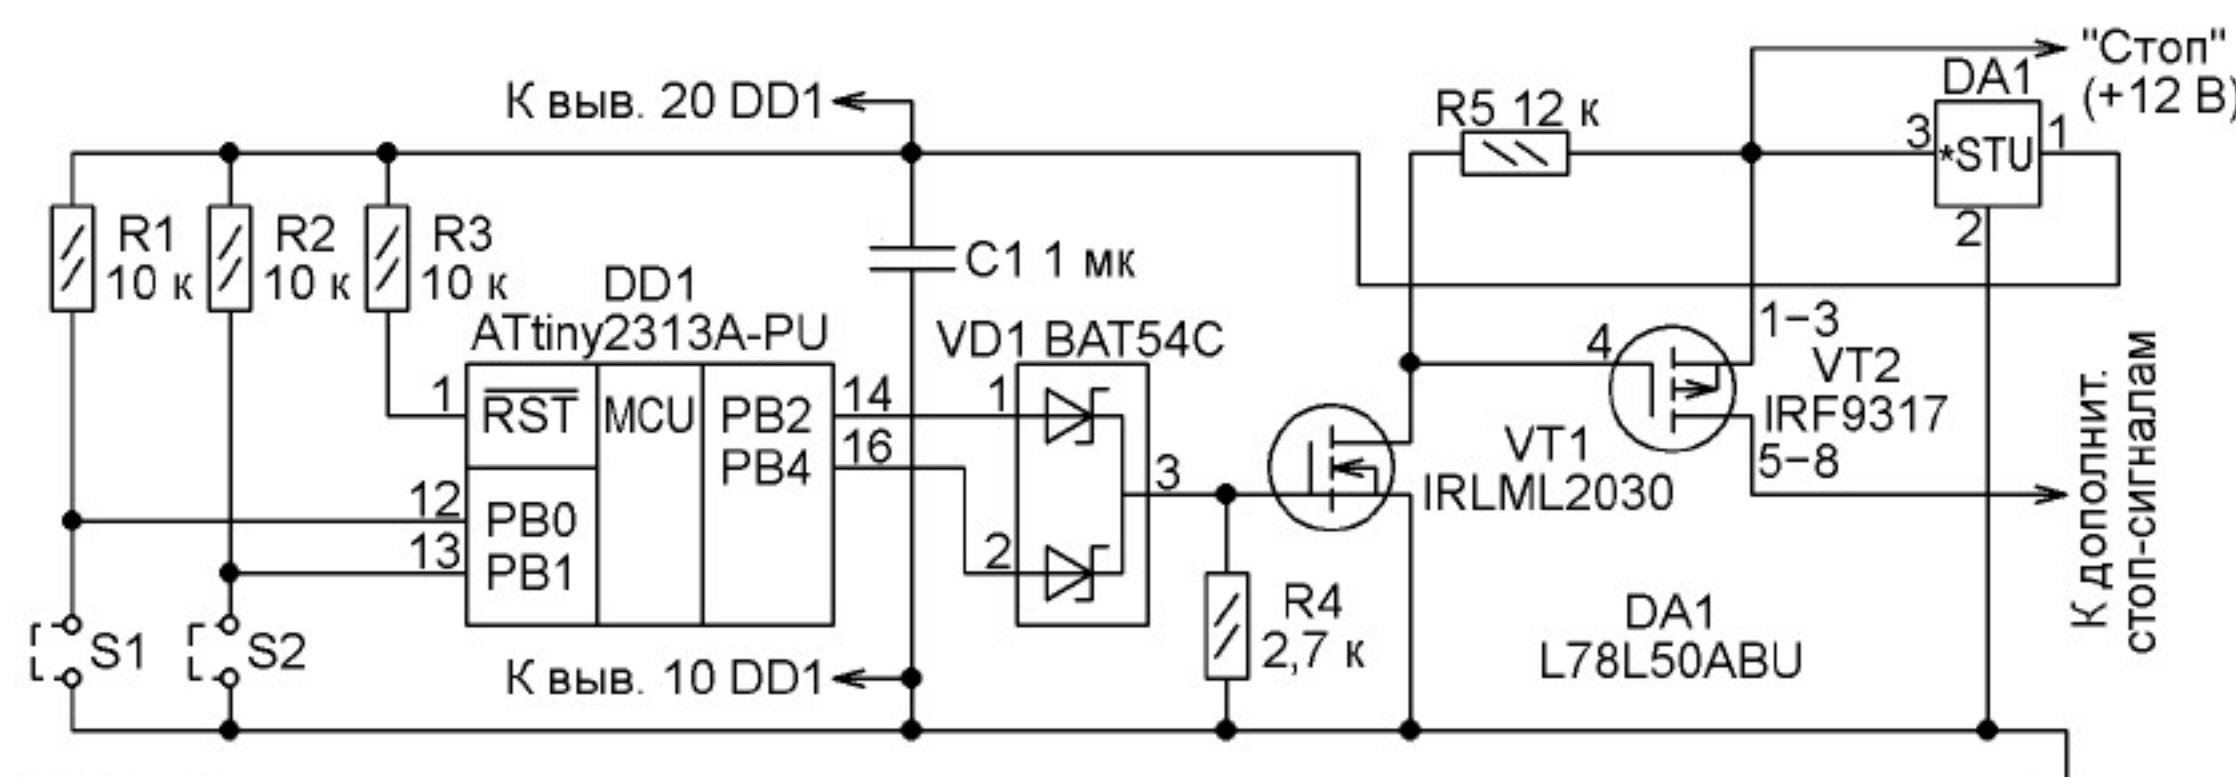 "Стоп"
(+12 В)
DA1
К выв. 20 DD1
R5 12 к
3
*STU
1
2
R1
10 к
R2
10 к
R3
10 к
C1 1 мк
DD1
ATtiny2313A-PU
VD1 BAT54C
1
RST
MCU
PB2
14
PB4
16
12
PB0
13
PB1
1
2
3
4
1-3
VT2
IRF9317
5-8
VT1
IRLML2030
К дополнит.
стоп-сигналам
S1
S2
R4
2,7 к
DA1
L78L50ABU
К выв. 10 DD1